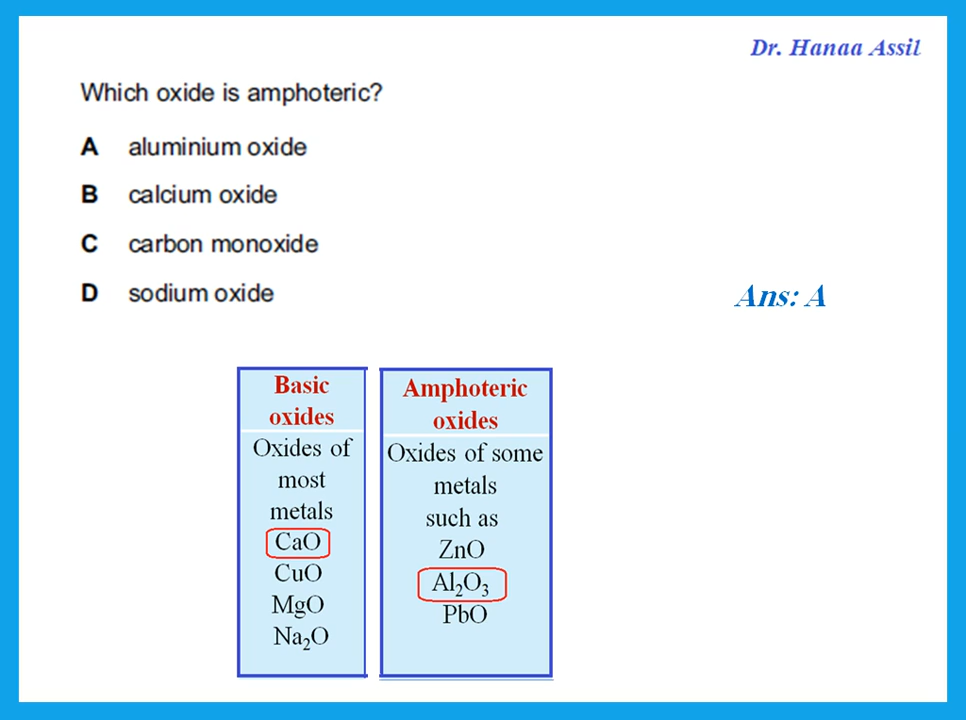 Dr. Hanaa Assil
Which oxide is amphoteric?
A aluminium oxide
B calcium oxide
C carbon monoxide
D sodium oxide
Ans: A
Basic
oxides
Oxides of
most
metals
CaO
CuO
MgO
Na₂O
Amphoteric
oxides
Oxides of some
metals
such as
ZnO
Al₂O₃
PbO